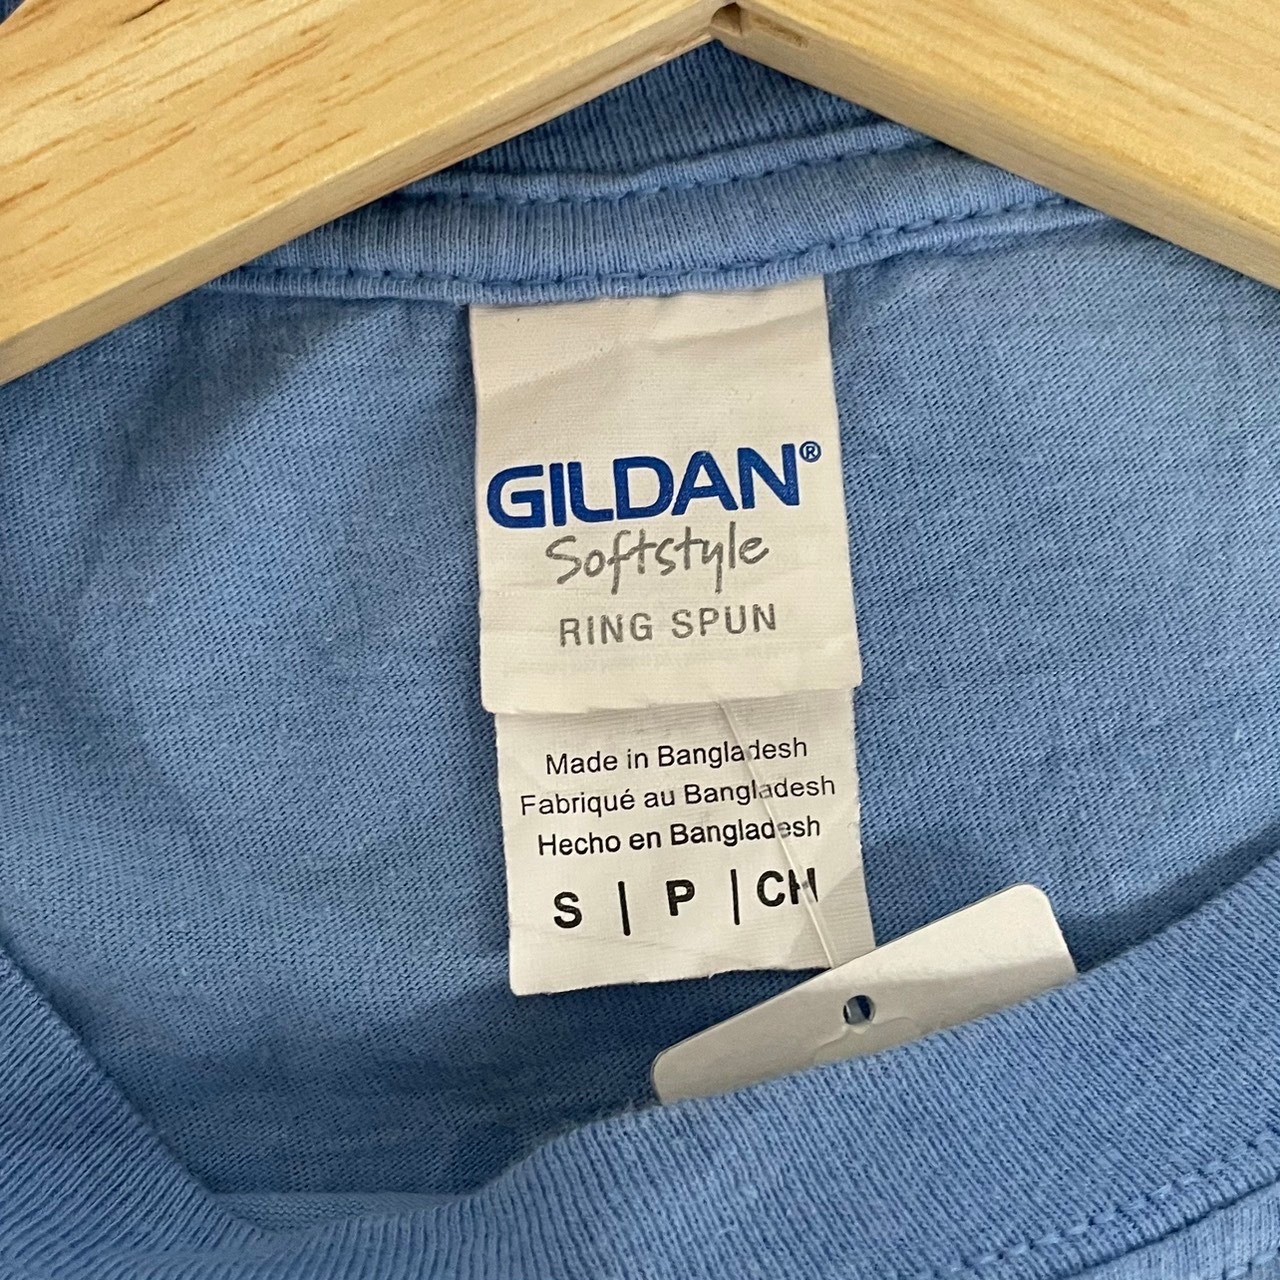 GILDAN®
Softstyle
RING SPUN
Made in Bangladesh
Fabriqué au Bangladesh
Hecho en Bangladesh
S | P | CH